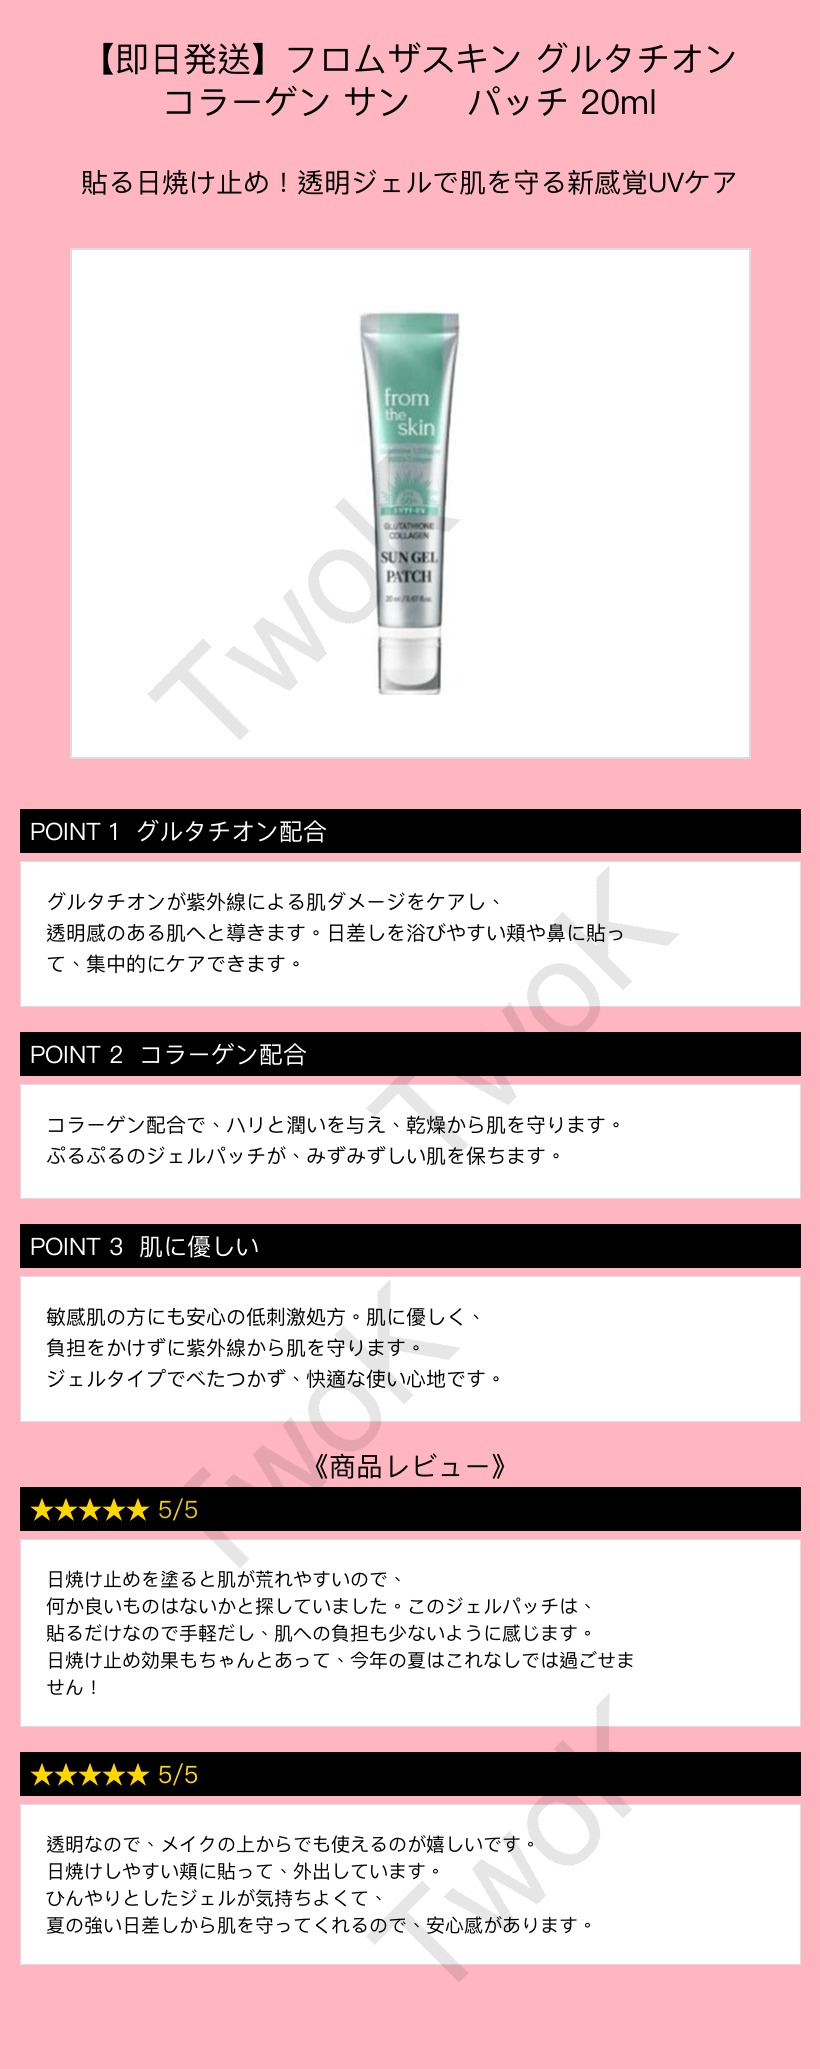 【即日発送】フロムザスキン グルタチオン
コラーゲン サン パッチ 20ml
貼る日焼け止め！透明ジェルで肌を守る新感覚UVケア
from
the
skin
GLUTATHIONE
COLLAGEN
SUN GEL
PATCH
TwoK
POINT 1 グルタチオン配合
グルタチオンが紫外線による肌ダメージをケアし、
透明感のある肌へと導きます。日差しを浴びやすい頬や鼻に貼っ
て、集中的にケアできます。
TwoK
POINT 2 コラーゲン配合
コラーゲン配合で、ハリと潤いを与え、乾燥から肌を守ります。
ぷるぷるのジェルパッチが、みずみずしい肌を保ちます。
POINT 3 肌に優しい
敏感肌の方にも安心の低刺激処方。肌に優しく、
負担をかけずに紫外線から肌を守ります。
ジェルタイプでべたつかず、快適な使い心地です。
TwoK
《商品レビュー》
★★★★★ 5/5
日焼け止めを塗ると肌が荒れやすいので、
何か良いものはないかと探していました。このジェルパッチは、
貼るだけなので手軽だし、肌への負担も少ないように感じます。
日焼け止め効果もちゃんとあって、今年の夏はこれなしでは過ごせま
せん！
★★★★★ 5/5
透明なので、メイクの上からでも使えるのが嬉しいです。
日焼けしやすい頬に貼って、外出しています。
ひんやりとしたジェルが気持ちよくて、
夏の強い日差しから肌を守ってくれるので、安心感があります。
TwoK